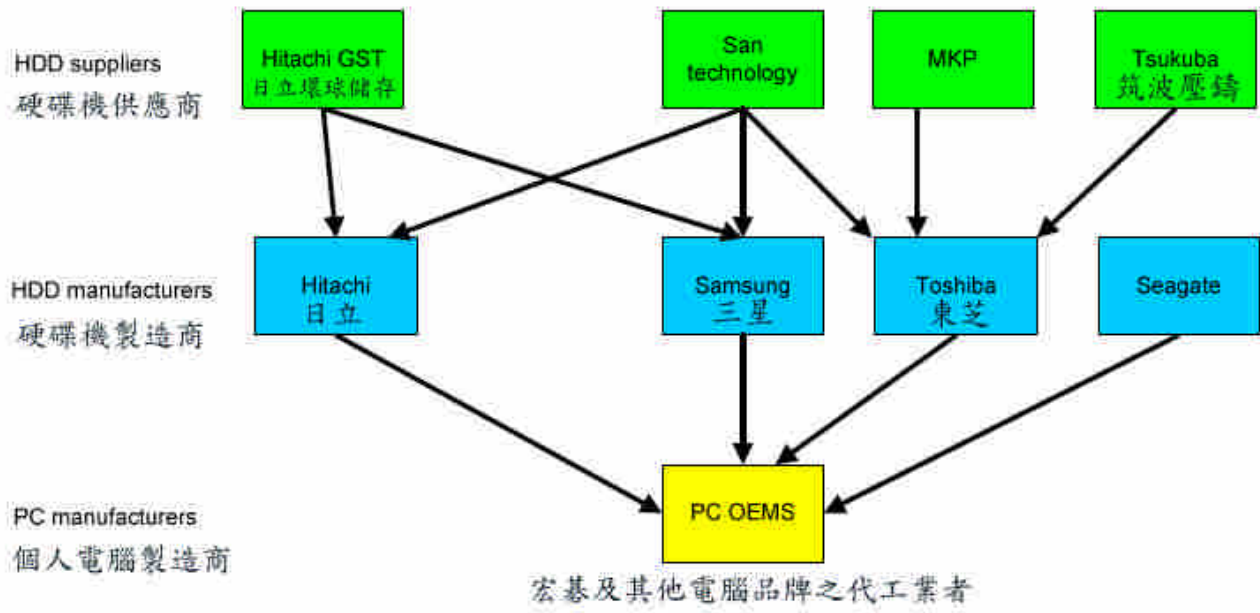 HDD suppliers
硬碟機供應商
Hitachi GST
日立環球儲存
San
technology
MKP
Tsukuba
筑波壓鑄
HDD manufacturers
硬碟機製造商
Hitachi
日立
Samsung
三星
Toshiba
東芝
Seagate
PC manufacturers
個人電腦製造商
PC OEMS
宏碁及其他電腦品牌之代工業者